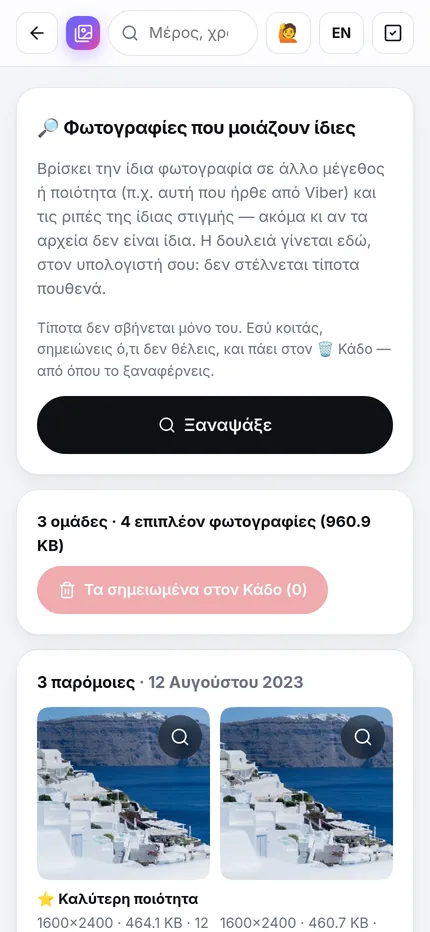 Μέρος, χρ
EN
Φωτογραφίες που μοιάζουν ίδιες
Βρίσκει την ίδια φωτογραφία σε άλλο μέγεθος
ή ποιότητα (π.χ. αυτή που ήρθε από Viber) και
τις ριπές της ίδιας στιγμής — ακόμα κι αν τα
αρχεία δεν είναι ίδια. Η δουλειά γίνεται εδώ,
στον υπολογιστή σου: δεν στέλνεται τίποτα
πουθενά.
Τίποτα δεν σβήνεται μόνο του. Εσύ κοιτάς,
σημειώνεις ό,τι δεν θέλεις, και πάει στον 🗑️ Κάδο —
από όπου το ξαναφέρνεις.
Ξαναψάξε
3 ομάδες · 4 επιπλέον φωτογραφίες (960.9
KB)
Τα σημειωμένα στον Κάδο (0)
3 παρόμοιες · 12 Αυγούστου 2023
⭐ Καλύτερη ποιότητα
1600×2400 · 464.1 KB · 12
1600×2400 · 460.7 KB ·